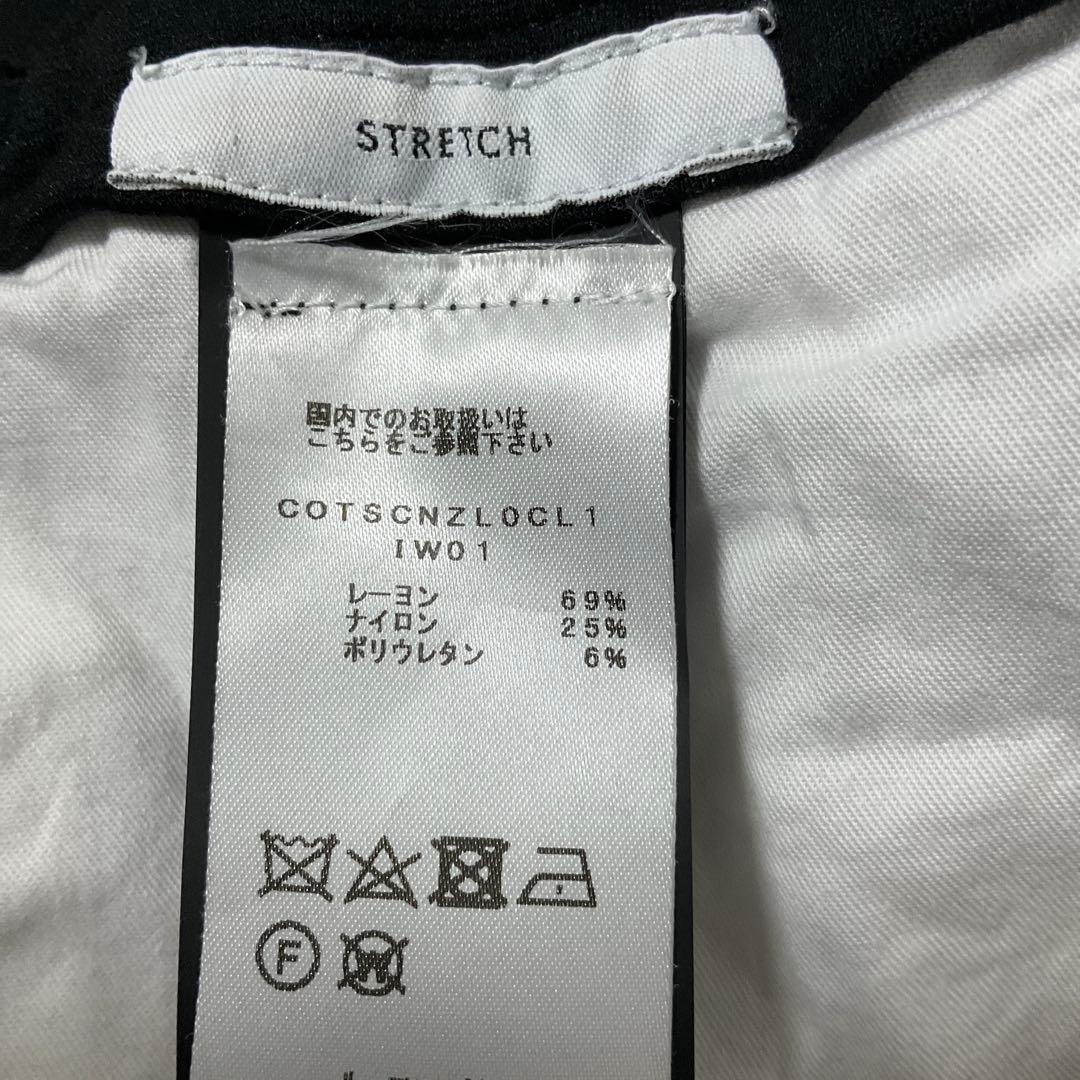 STRETCH
国内でのお取扱いは
こちらをご参照下さい
COTSCNZL0CL1
IW01
レーヨン 69%
ナイロン 25%
ポリウレタン 6%
F
W